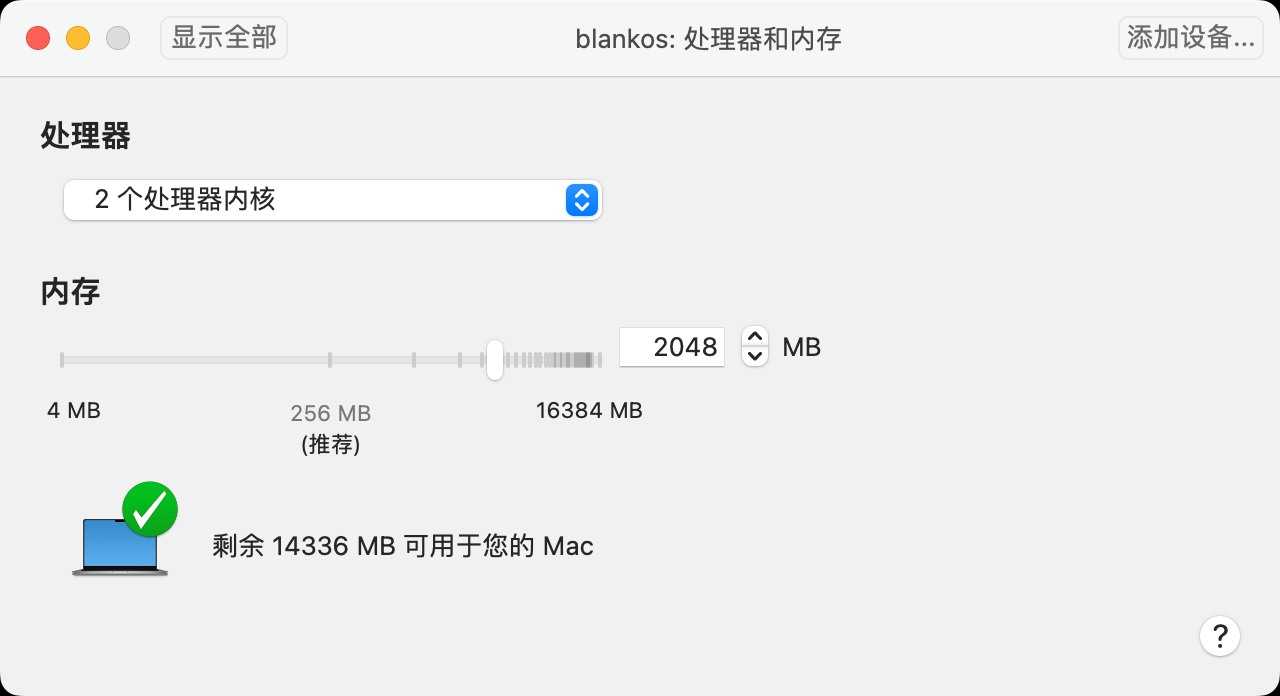 显示全部
blankos: 处理器和内存
添加设备...
处理器
2 个处理器内核
内存
2048
MB
4 MB
256 MB
(推荐)
16384 MB
剩余 14336 MB 可用于您的 Mac
?